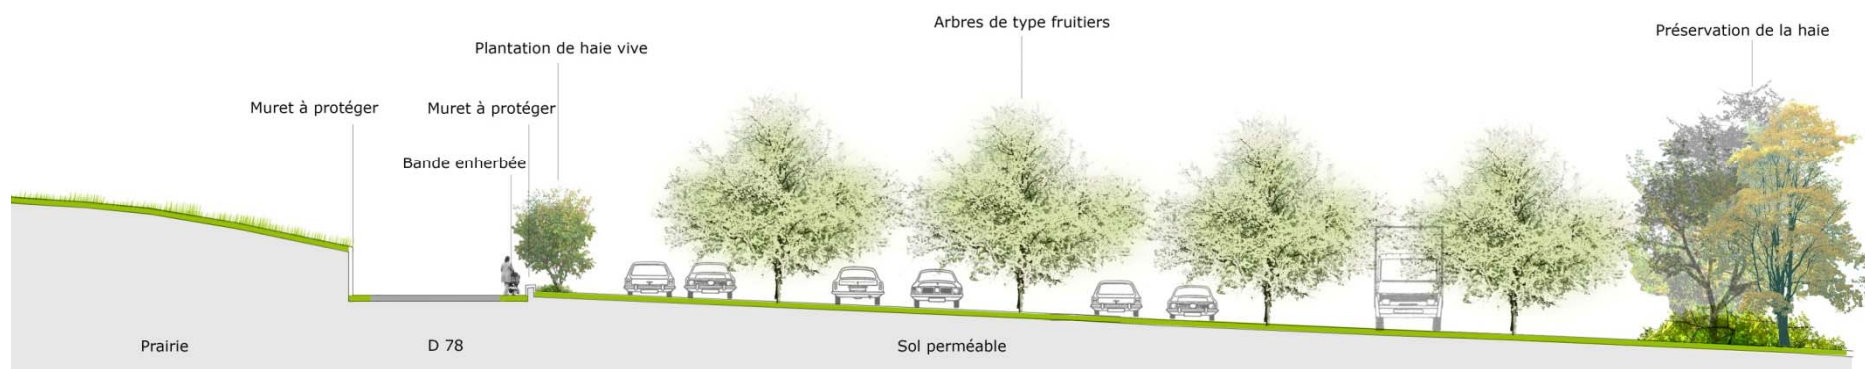 Arbres de type fruitiers
Préservation de la haie
Plantation de haie vive
Muret à protéger
Muret à protéger
Bande enherbée
Prairie
D 78
Sol perméable